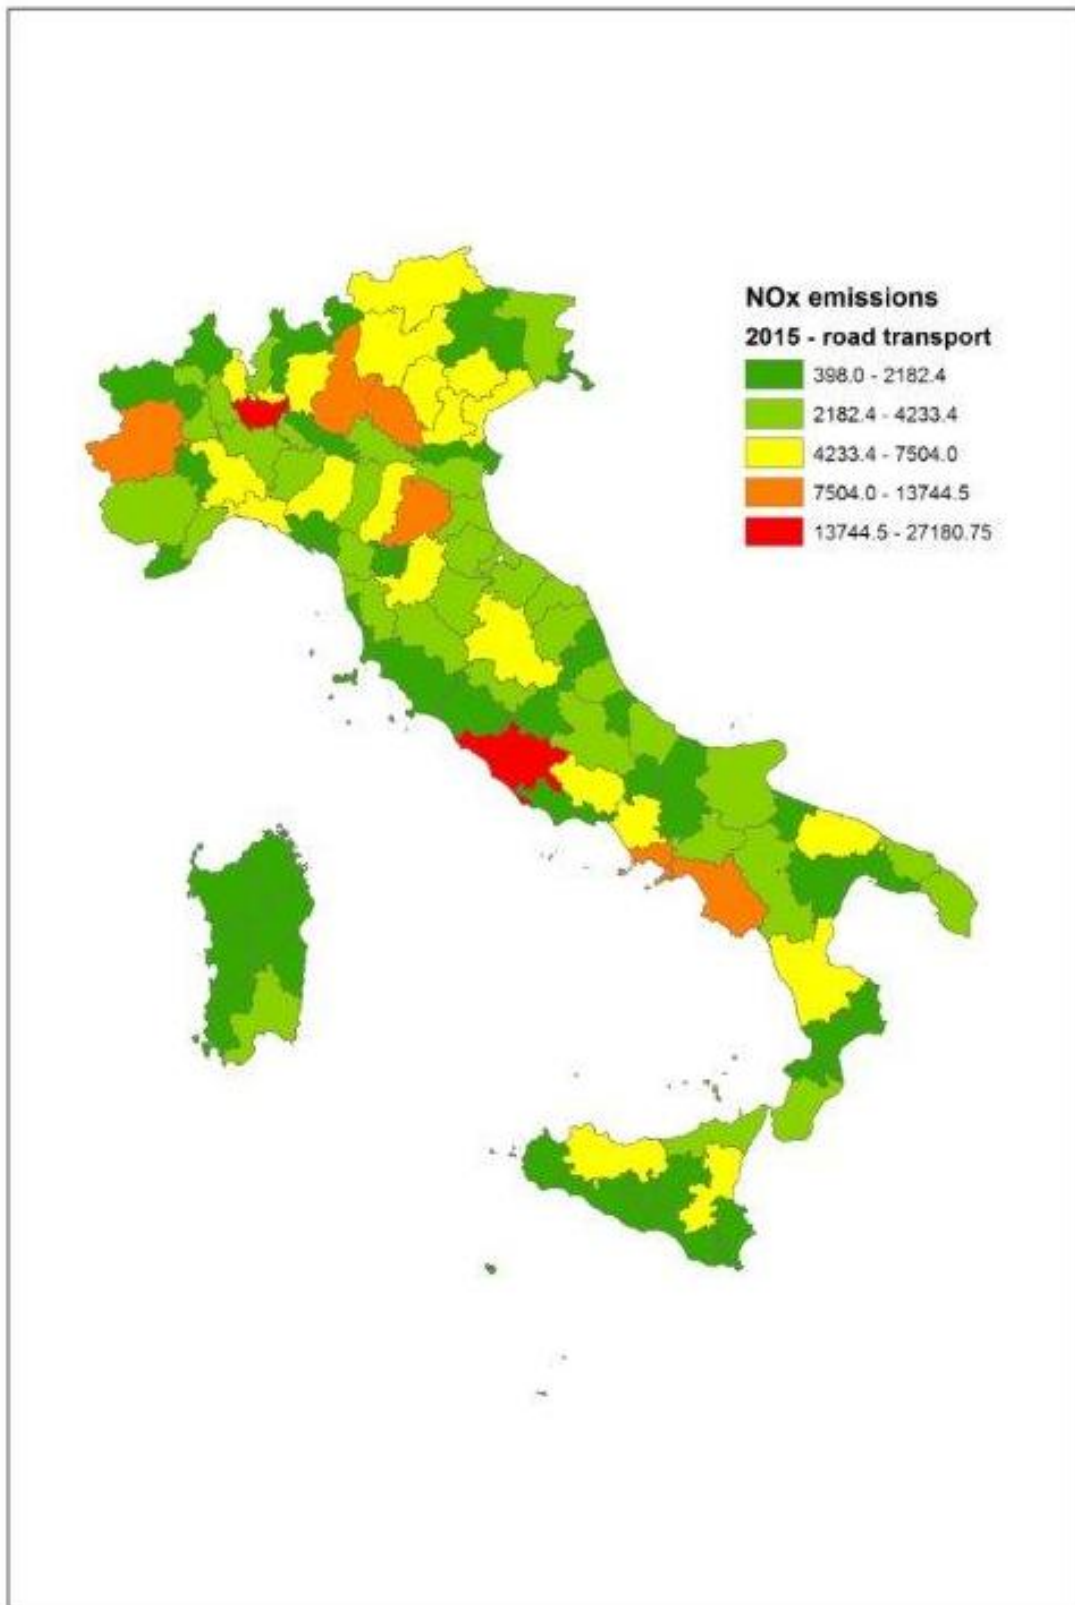 NOx emissions
2015 - road transport
398.0 - 2182.4
2182.4 - 4233.4
4233.4 - 7504.0
7504.0 - 13744.5
13744.5 - 27180.75